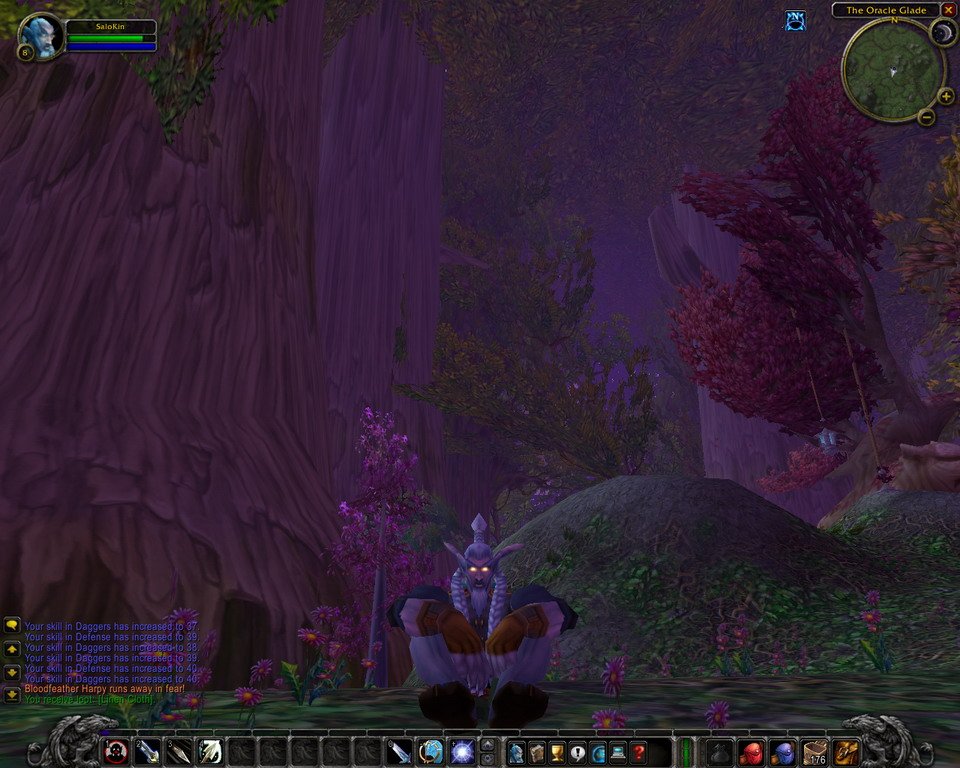 SaloKin
The Oracle Glade
N
N
8
Your skill in Daggers has increased to 37.
Your skill in Defense has increased to 39.
Your skill in Daggers has increased to 38.
Your skill in Daggers has increased to 39.
Your skill in Defense has increased to 40.
Your skill in Daggers has increased to 40.
Bloodfeather Harpy runs away in fear!
You receive loot: [Linen Cloth]
176